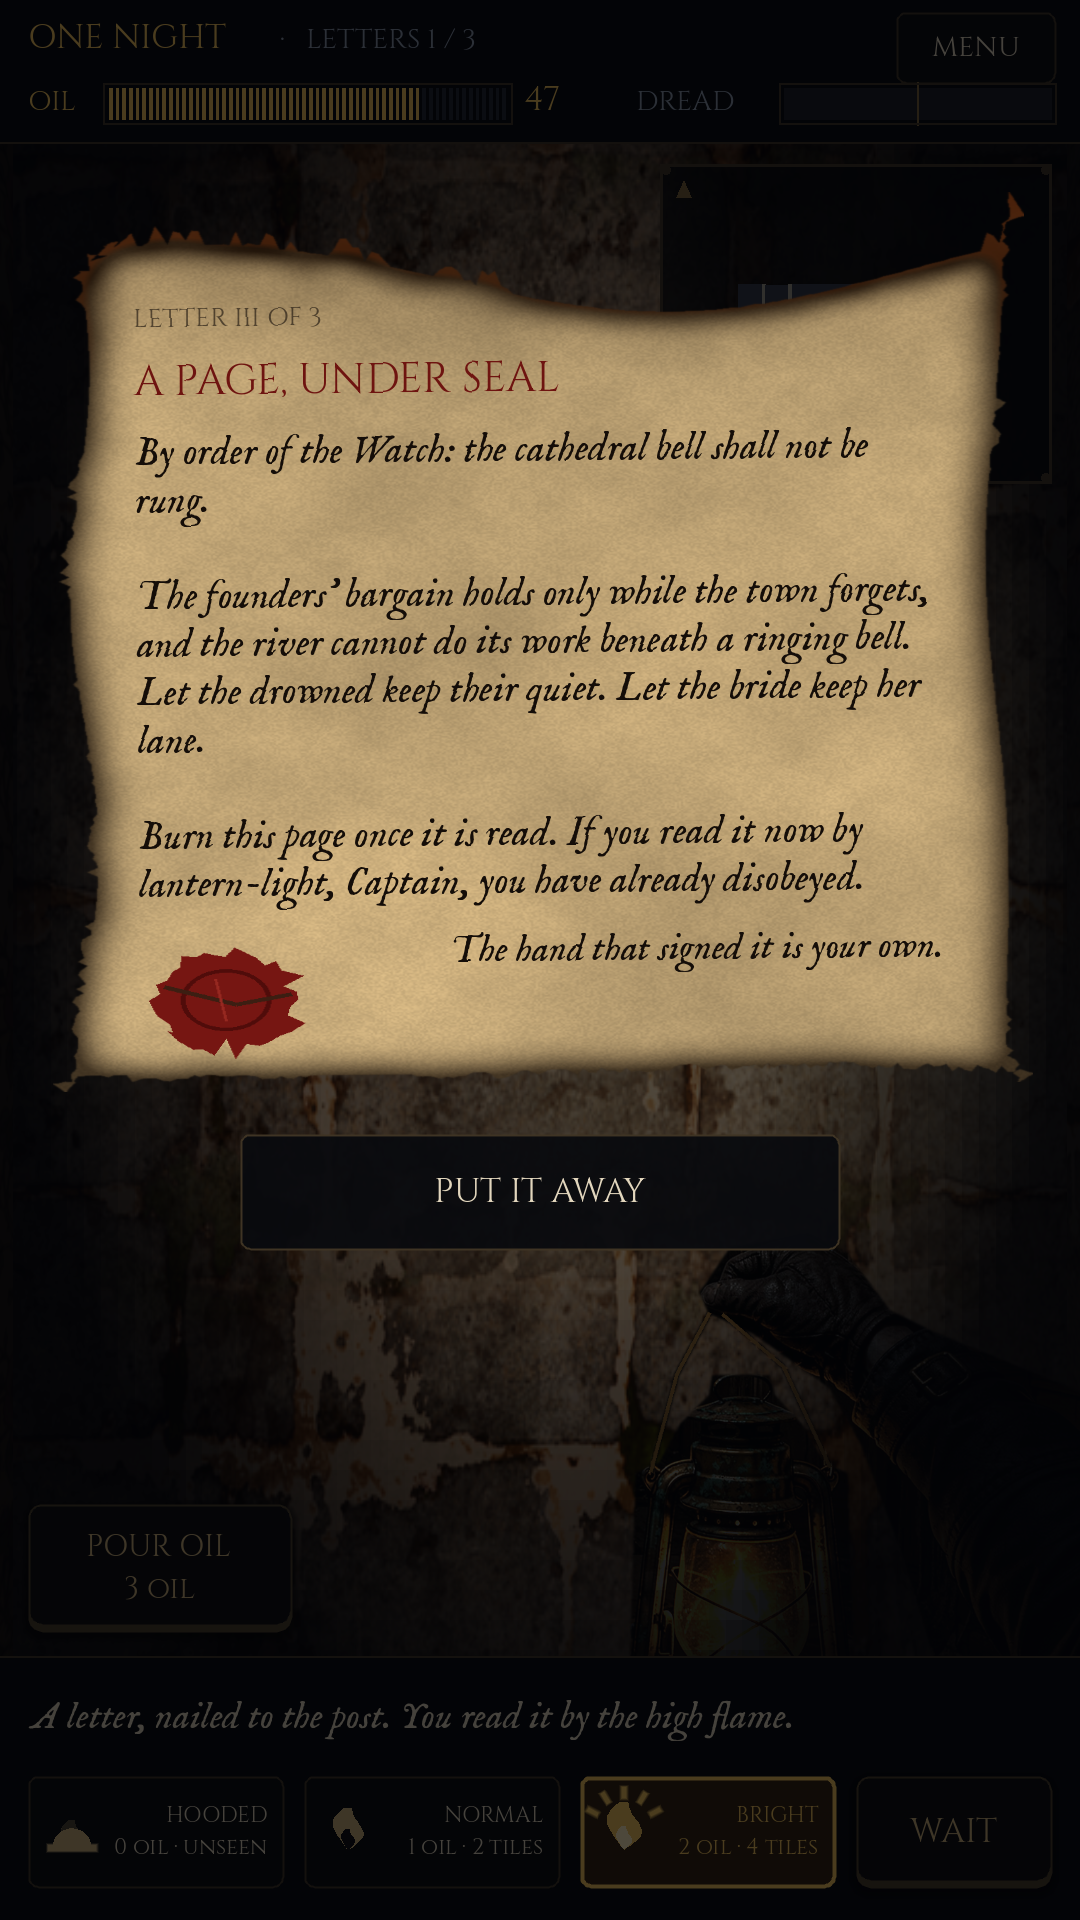 ONE NIGHT · LETTERS 1 / 3
MENU
OIL 47 DREAD
LETTER III OF 3
A PAGE, UNDER SEAL
By order of the Watch: the cathedral bell shall not be
rung.
The founders' bargain holds only while the town forgets,
and the river cannot do its work beneath a ringing bell.
Let the drowned keep their quiet. Let the bride keep her
lane.
Burn this page once it is read. If you read it now by
lantern-light, Captain, you have already disobeyed.
The hand that signed it is your own.
PUT IT AWAY
POUR OIL
3 OIL
A letter, nailed to the post. You read it by the high flame.
HOODED
0 OIL · UNSEEN
NORMAL
1 OIL · 2 TILES
BRIGHT
2 OIL · 4 TILES
WAIT